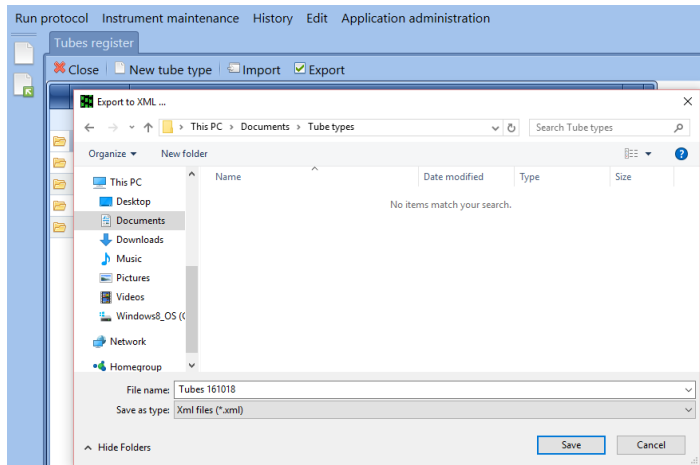 Run protocol Instrument maintenance History Edit Application administration
Tubes register
Close New tube type Import Export
Export to XML ...
This PC > Documents > Tube types
Search Tube types
Organize New folder
Name Date modified Type Size
This PC
No items match your search.
Desktop
Documents
Downloads
Music
Pictures
Videos
Windows8_OS (C
Network
Homegroup
File name: Tubes 161018
Save as type: Xml files (*.xml)
Hide Folders Save Cancel